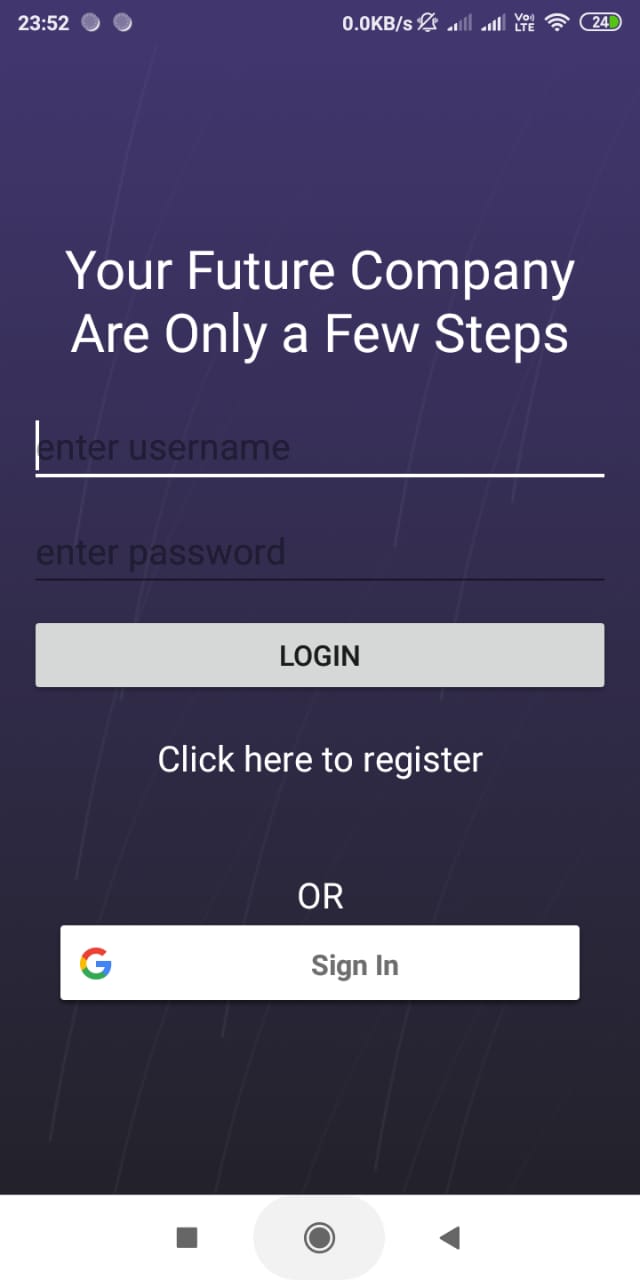 23:52 0.0KB/s Vo) LTE 24
Your Future Company
Are Only a Few Steps
enter username
enter password
LOGIN
Click here to register
OR
G Sign In